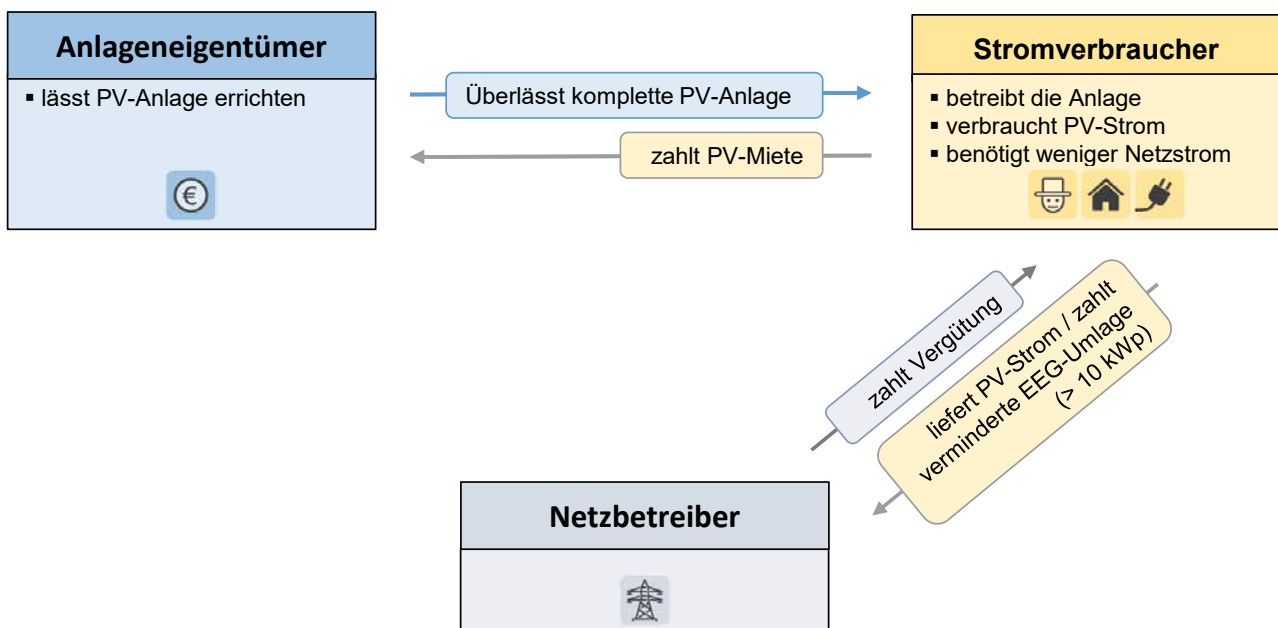 Anlageneigentümer
▪ lässt PV-Anlage errichten
€
Überlässt komplette PV-Anlage
zahlt PV-Miete
Stromverbraucher
▪ betreibt die Anlage
▪ verbraucht PV-Strom
▪ benötigt weniger Netzstrom
zahlt Vergütung
liefert PV-Strom / zahlt
verminderte EEG-Umlage
(> 10 kWp)
Netzbetreiber